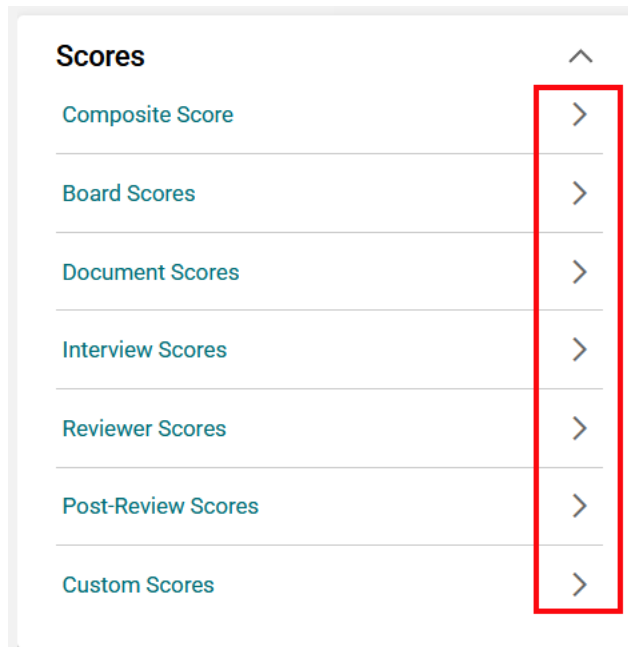 Scores
Composite Score
Board Scores
Document Scores
Interview Scores
Reviewer Scores
Post-Review Scores
Custom Scores